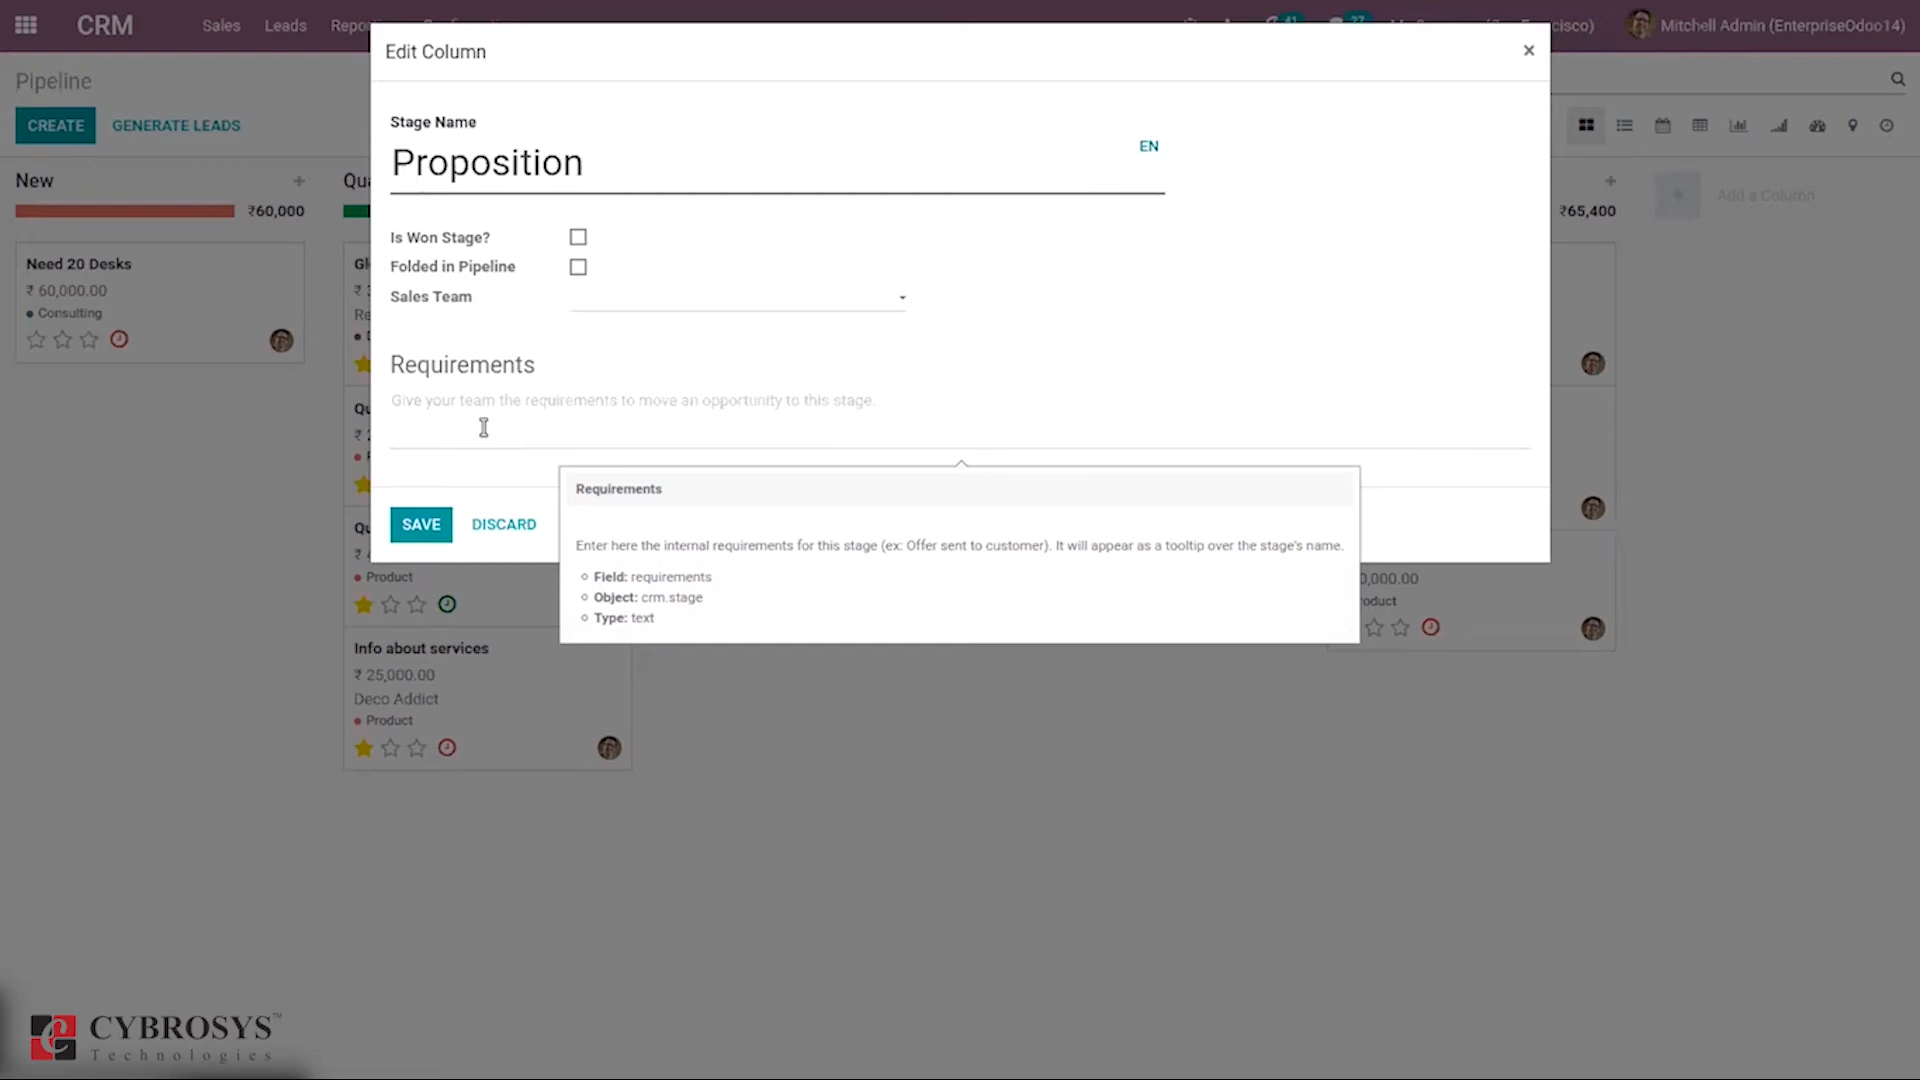 CRM
Sales
Leads
41
27
Mitchell Admin (EnterpriseOdoo14)
Edit Column
×
Pipeline
CREATE
GENERATE LEADS
Stage Name
EN
Proposition
New
+
₹60,000
+
₹65,400
+
Add a Column
Is Won Stage?
Folded in Pipeline
Sales Team
Need 20 Desks
₹ 60,000.00
Consulting
Requirements
Give your team the requirements to move an opportunity to this stage.
Requirements
SAVE
DISCARD
Enter here the internal requirements for this stage (ex: Offer sent to customer). It will appear as a tooltip over the stage's name.
Field: requirements
Object: crm.stage
Type: text
Product
Info about services
₹ 25,000.00
Deco Addict
Product
CYBROSYS™
Technologies